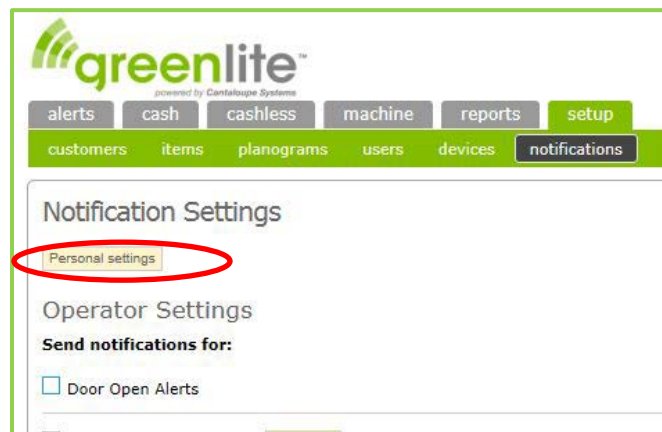 greenlite™
powered by Cantaloupe Systems
alerts cash cashless machine reports setup
customers items planograms users devices notifications
Notification Settings
Personal settings
Operator Settings
Send notifications for:
Door Open Alerts